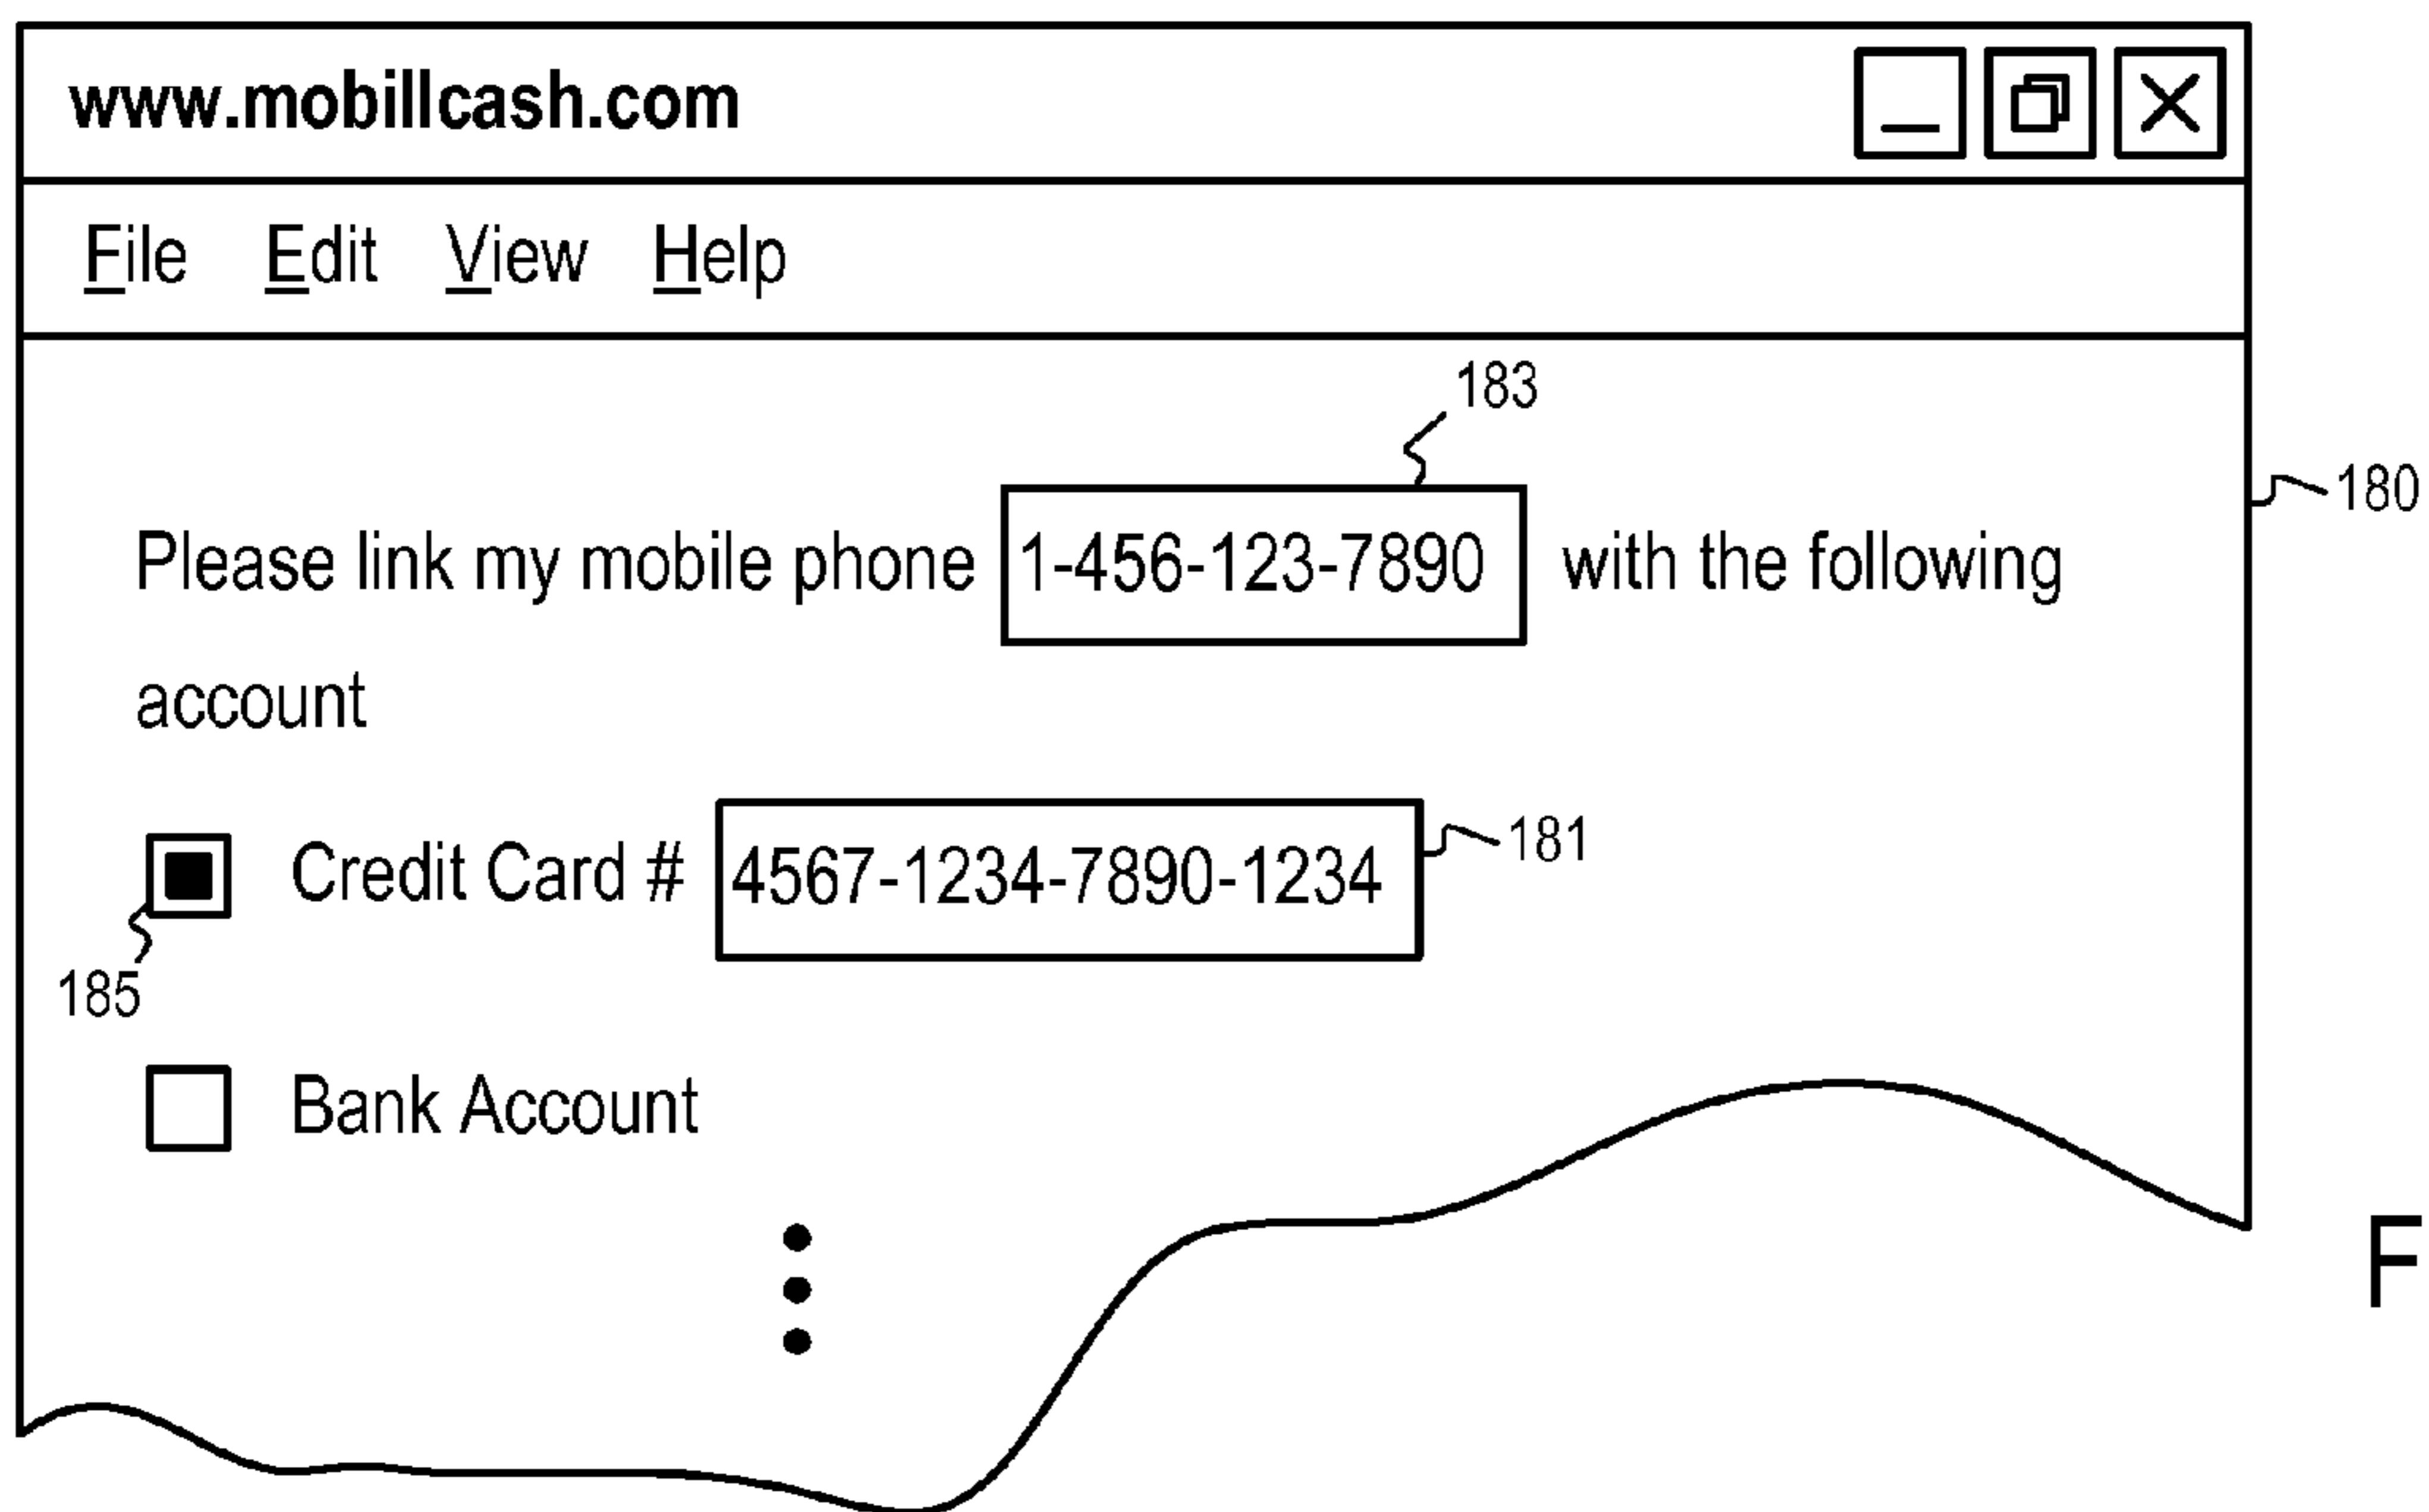 www.mobillcash.com
File Edit View Help
183
180
Please link my mobile phone 1-456-123-7890 with the following
account
Credit Card # 4567-1234-7890-1234
181
185
Bank Account
F